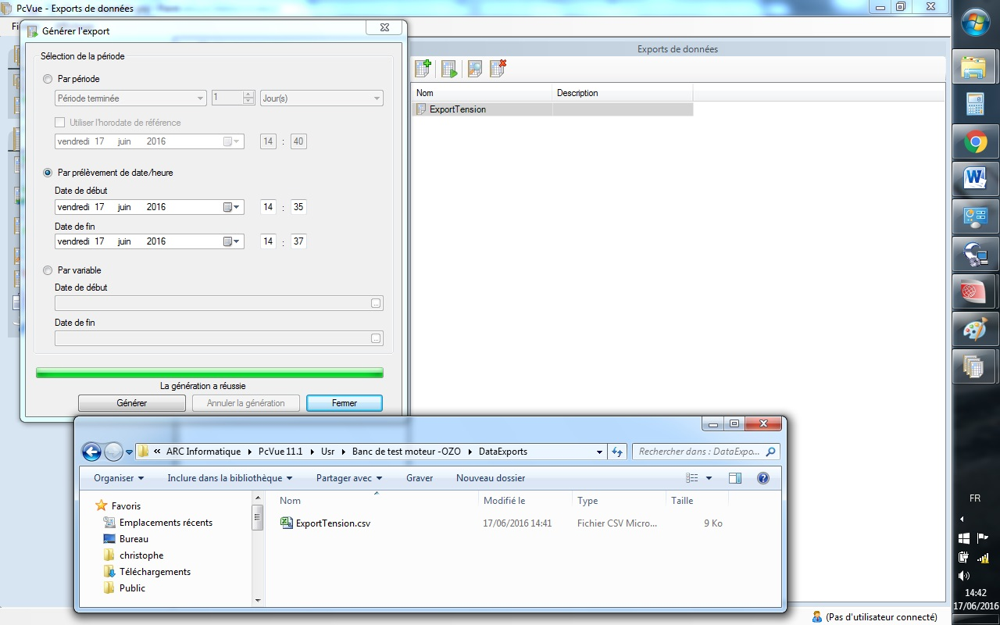 PcVue - Exports de données
Fi
Générer l'export
Sélection de la période
Par période
Période terminée
1
Jour(s)
Utiliser l'horodate de référence
vendredi 17 juin 2016
14 : 40
Par prélèvement de date/heure
Date de début
vendredi 17 juin 2016
14 : 35
Date de fin
vendredi 17 juin 2016
14 : 37
Par variable
Date de début
...
Date de fin
...
La génération a réussie
Générer
Annuler la génération
Fermer
Exports de données
Nom
Description
ExportTension
« ARC Informatique
PcVue 11.1
Usr
Banc de test moteur -OZO
DataExports
Rechercher dans : DataExpo...
Organiser
Inclure dans la bibliothèque
Partager avec
Graver
Nouveau dossier
Favoris
Emplacements récents
Bureau
christophe
Téléchargements
Public
Nom
Modifié le
Type
Taille
ExportTension.csv
17/06/2016 14:41
Fichier CSV Micro...
9 Ko
FR
14:42
17/06/2016
(Pas d'utilisateur connecté)